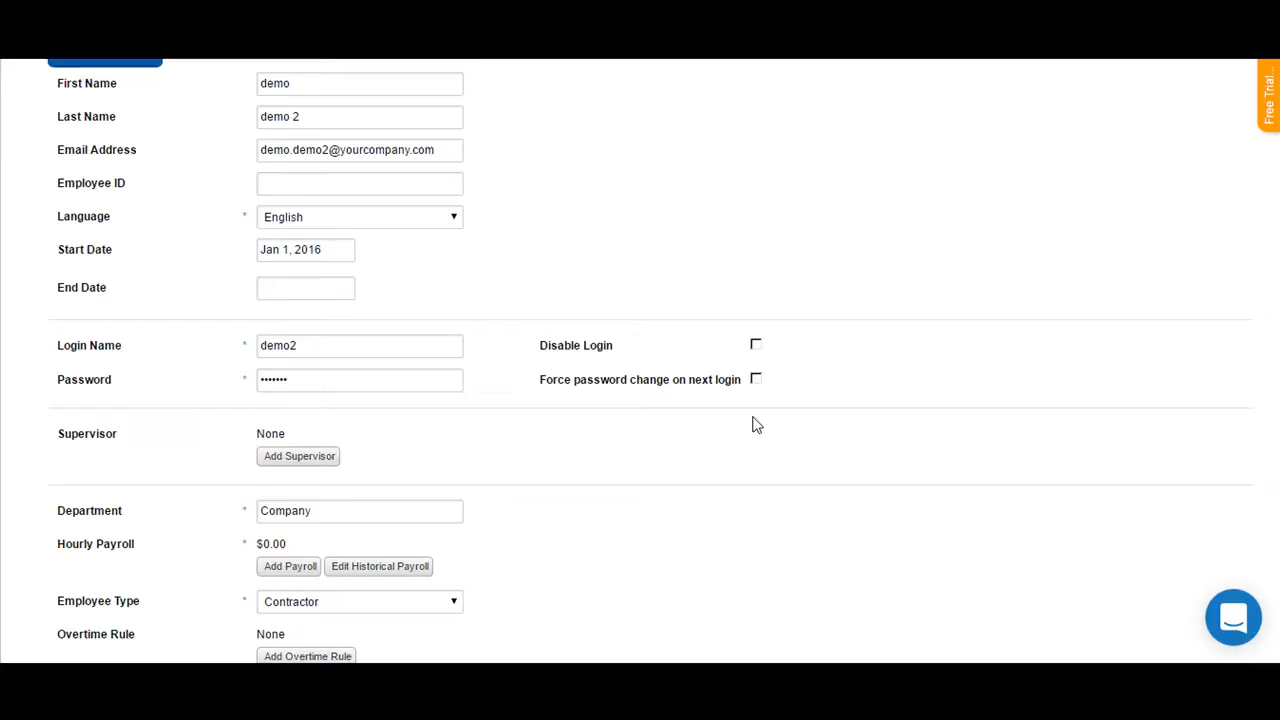 Free Trial...
First Name demo
Last Name demo 2
Email Address demo.demo2@yourcompany.com
Employee ID
Language * English
Start Date Jan 1, 2016
End Date
Login Name * demo2 Disable Login
Password * ••••••• Force password change on next login
Supervisor None
Add Supervisor
Department * Company
Hourly Payroll * $0.00
Add Payroll Edit Historical Payroll
Employee Type * Contractor
Overtime Rule None
Add Overtime Rule